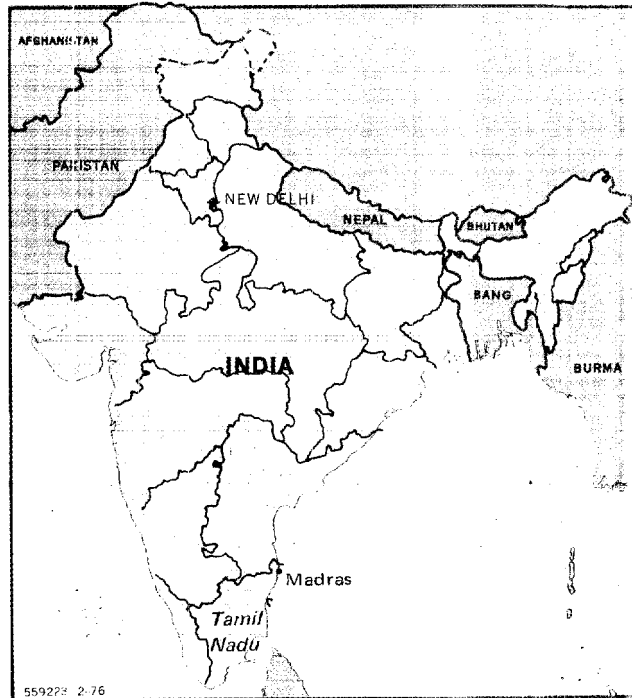 AFGHANISTAN
PAKISTAN
NEW DELHI
NEPAL
BHUTAN
BANG
INDIA
BURMA
Madras
Tamil
Nadu
559223 2-76